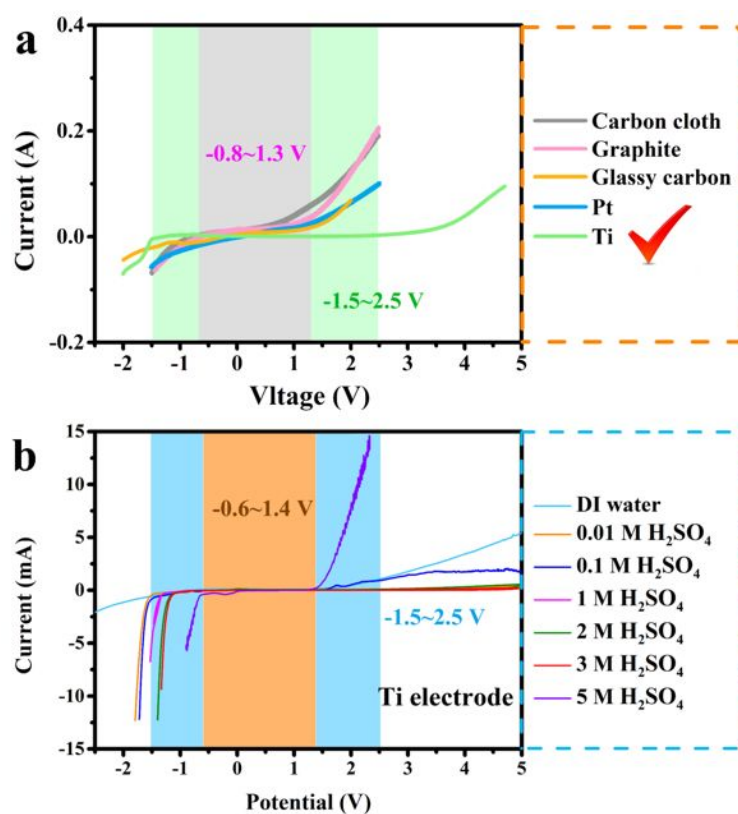 a
Current (A)
0.4
0.2
0.0
-0.2
-0.8~1.3 V
-1.5~2.5 V
-2 -1 0 1 2 3 4 5
Vltage (V)
Carbon cloth
Graphite
Glassy carbon
Pt
Ti
b
Current (mA)
15
10
5
0
-5
-10
-15
-0.6~1.4 V
-1.5~2.5 V
Ti electrode
-2 -1 0 1 2 3 4 5
Potential (V)
DI water
0.01 M H₂SO₄
0.1 M H₂SO₄
1 M H₂SO₄
2 M H₂SO₄
3 M H₂SO₄
5 M H₂SO₄